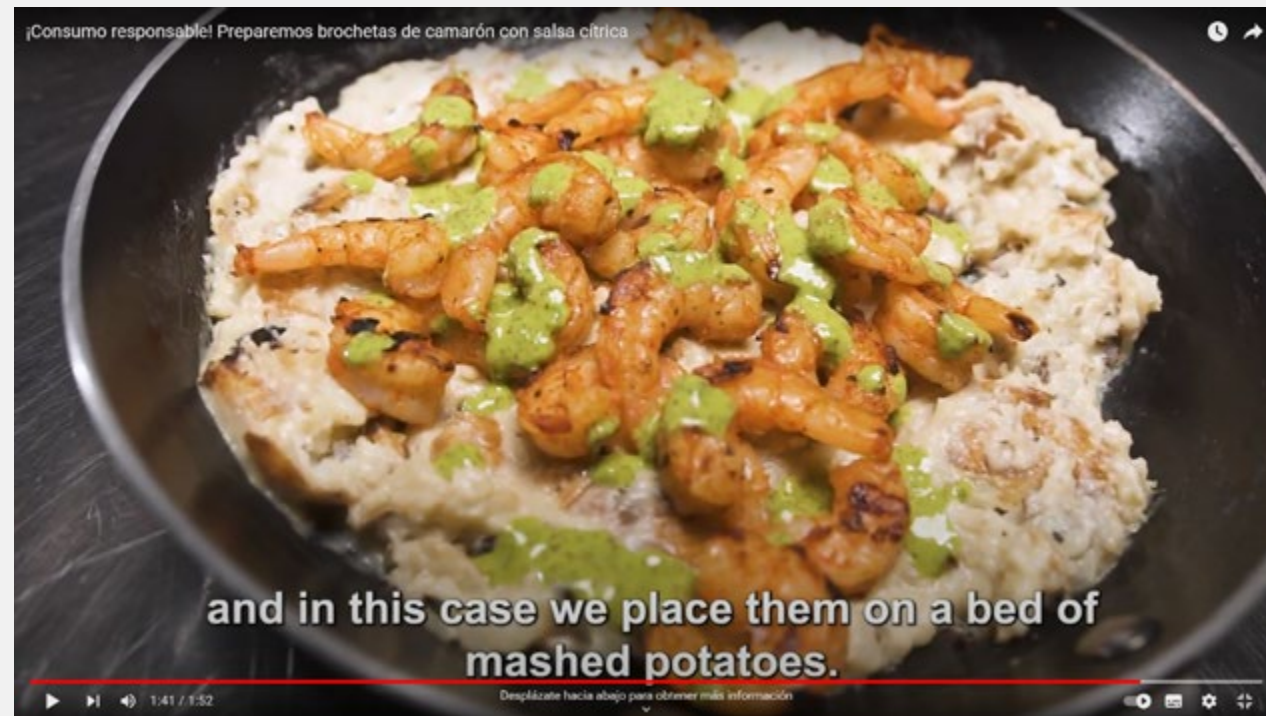 ¡Consumo responsable! Preparemos brochetas de camarón con salsa cítrica
and in this case we place them on a bed of
mashed potatoes.
1:41 / 1:52
Desplázate hacia abajo para obtener más información